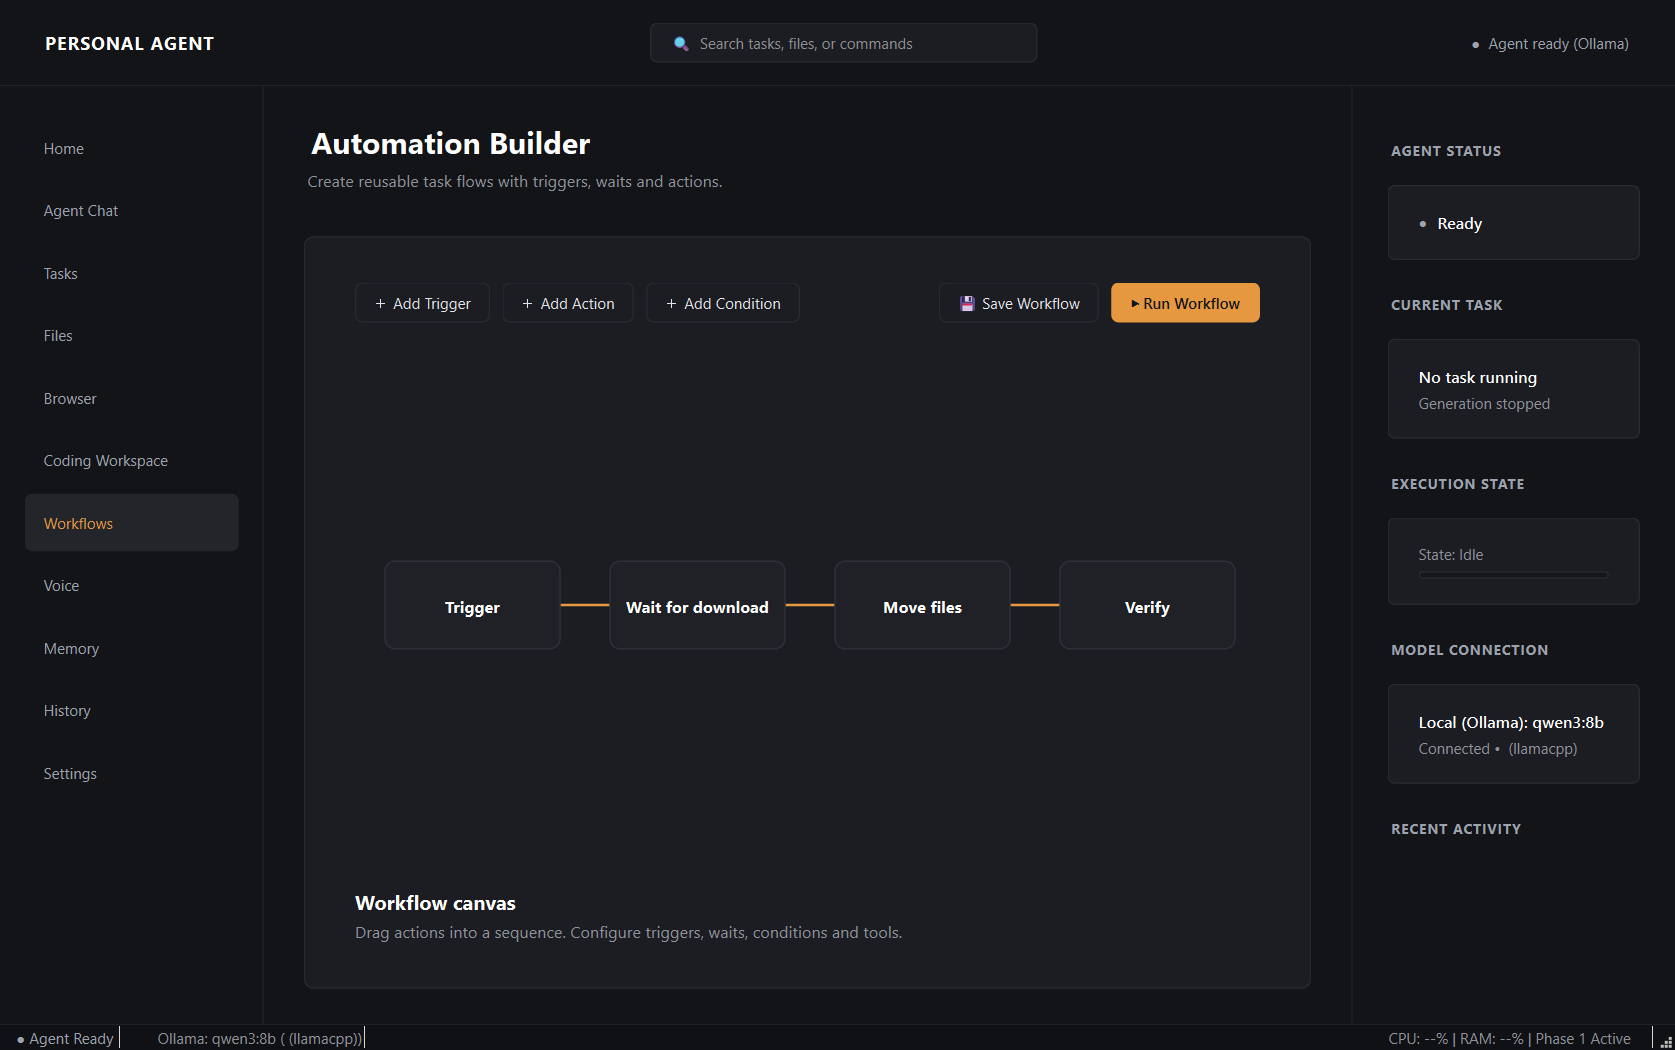 PERSONAL AGENT
Search tasks, files, or commands
● Agent ready (Ollama)
Home
Agent Chat
Tasks
Files
Browser
Coding Workspace
Workflows
Voice
Memory
History
Settings
Automation Builder
Create reusable task flows with triggers, waits and actions.
+ Add Trigger
+ Add Action
+ Add Condition
Save Workflow
▶ Run Workflow
Trigger
Wait for download
Move files
Verify
Workflow canvas
Drag actions into a sequence. Configure triggers, waits, conditions and tools.
AGENT STATUS
● Ready
CURRENT TASK
No task running
Generation stopped
EXECUTION STATE
State: Idle
MODEL CONNECTION
Local (Ollama): qwen3:8b
Connected • (llamacpp)
RECENT ACTIVITY
● Agent Ready
Ollama: qwen3:8b ( (llamacpp))
CPU: --% | RAM: --% | Phase 1 Active